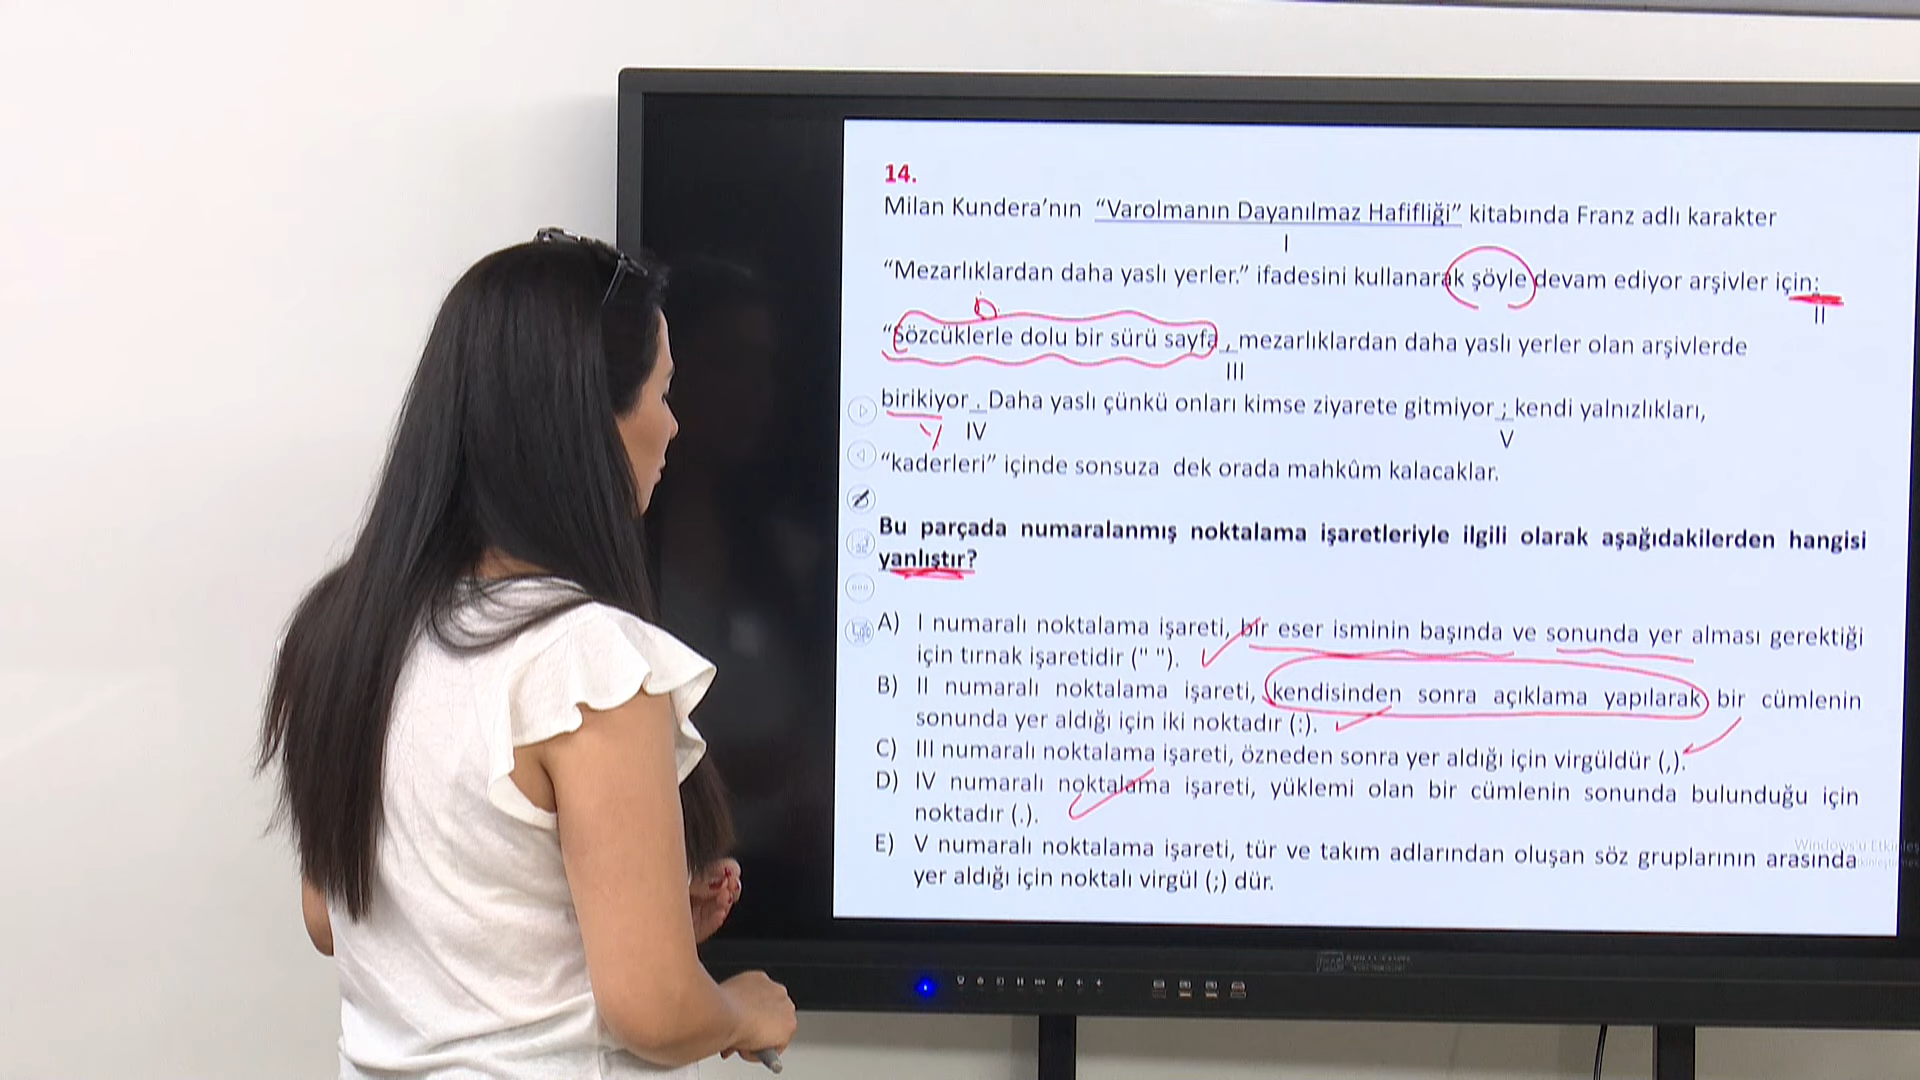 14.
Milan Kundera’nın “Varolmanın Dayanılmaz Hafifliği” kitabında Franz adlı karakter
I
“Mezarlıklardan daha yaslı yerler.” ifadesini kullanarak şöyle devam ediyor arşivler için:
II
Ö
“Sözcüklerle dolu bir sürü sayfa , mezarlıklardan daha yaslı yerler olan arşivlerde
III
birikiyor . Daha yaslı çünkü onları kimse ziyarete gitmiyor ; kendi yalnızlıkları,
y IV V
“kaderleri” içinde sonsuza dek orada mahkûm kalacaklar.
Bu parçada numaralanmış noktalama işaretleriyle ilgili olarak aşağıdakilerden hangisi
yanlıştır?
A) I numaralı noktalama işareti, bir eser isminin başında ve sonunda yer alması gerektiği
için tırnak işaretidir (" ").
B) II numaralı noktalama işareti, kendisinden sonra açıklama yapılarak bir cümlenin
sonunda yer aldığı için iki noktadır (:).
C) III numaralı noktalama işareti, özneden sonra yer aldığı için virgüldür (,).
D) IV numaralı noktalama işareti, yüklemi olan bir cümlenin sonunda bulunduğu için
noktadır (.).
E) V numaralı noktalama işareti, tür ve takım adlarından oluşan söz gruplarının arasında
yer aldığı için noktalı virgül (;) dür.
Windows'u Etkinleş